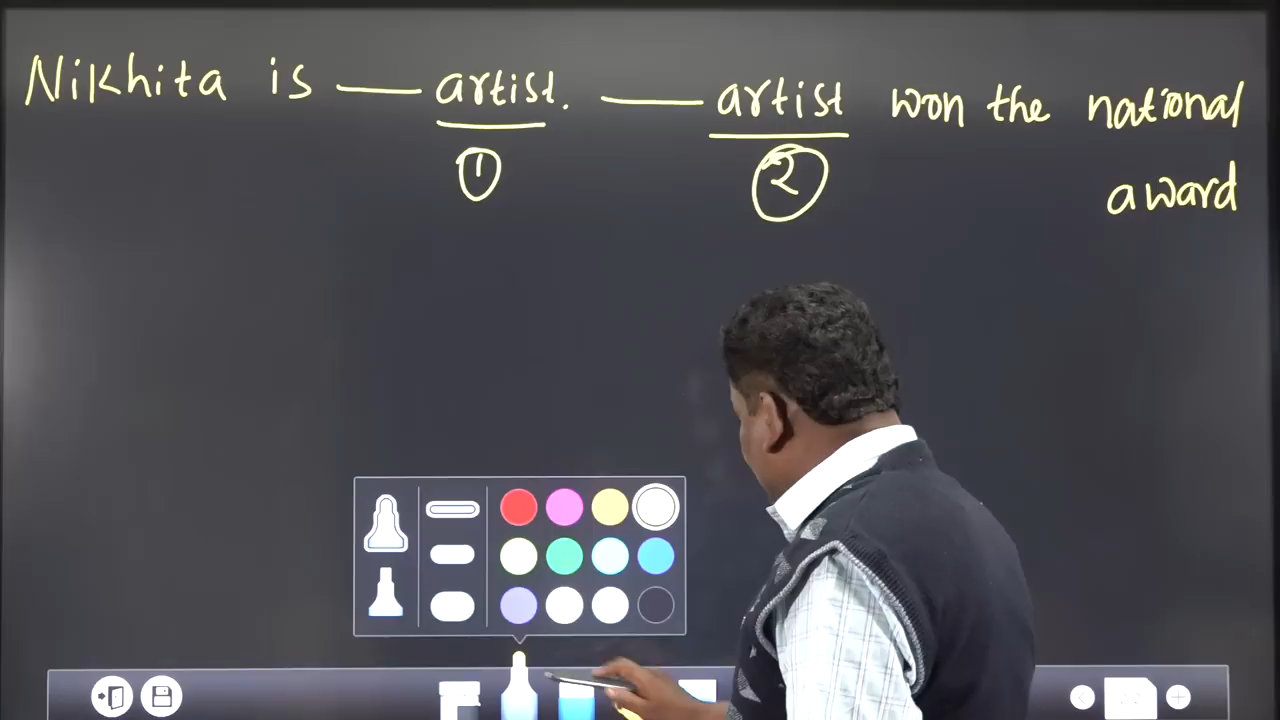 Nikhita is ___ artist. ___ artist won the national
award
1 2